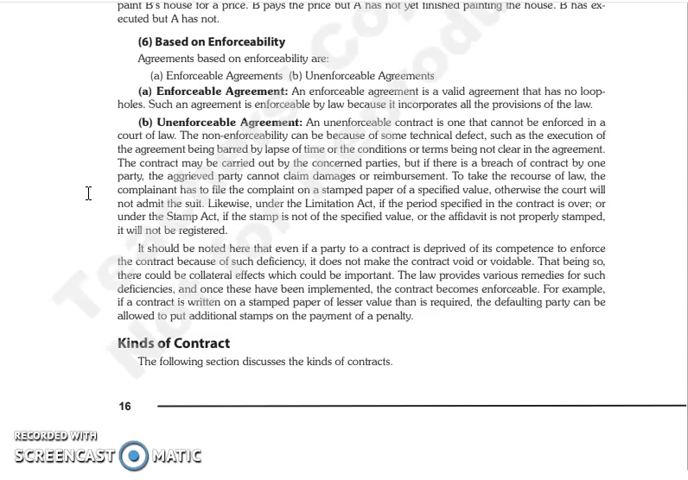 paint B's house for a price. B pays the price but A has not yet finished painting the house. B has ex-
ecuted but A has not.
(6) Based on Enforceability
Agreements based on enforceability are:
(a) Enforceable Agreements (b) Unenforceable Agreements
(a) Enforceable Agreement: An enforceable agreement is a valid agreement that has no loop-
holes. Such an agreement is enforceable by law because it incorporates all the provisions of the law.
(b) Unenforceable Agreement: An unenforceable contract is one that cannot be enforced in a
court of law. The non-enforceability can be because of some technical defect, such as the execution of
the agreement being barred by lapse of time or the conditions or terms being not clear in the agreement.
The contract may be carried out by the concerned parties, but if there is a breach of contract by one
party, the aggrieved party cannot claim damages or reimbursement. To take the recourse of law, the
complainant has to file the complaint on a stamped paper of a specified value, otherwise the court will
not admit the suit. Likewise, under the Limitation Act, if the period specified in the contract is over; or
under the Stamp Act, if the stamp is not of the specified value, or the affidavit is not properly stamped,
it will not be registered.
It should be noted here that even if a party to a contract is deprived of its competence to enforce
the contract because of such deficiency, it does not make the contract void or voidable. That being so,
there could be collateral effects which could be important. The law provides various remedies for such
deficiencies, and once these have been implemented, the contract becomes enforceable. For example,
if a contract is written on a stamped paper of lesser value than is required, the defaulting party can be
allowed to put additional stamps on the payment of a penalty.
Kinds of Contract
The following section discusses the kinds of contracts.
16
RECORDED WITH
SCREENCAST MATIC